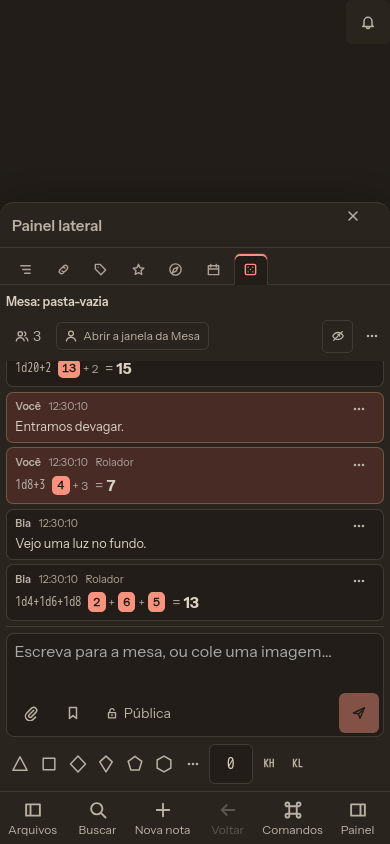 Painel lateral
Mesa: pasta-vazia
3 Abrir a janela da Mesa
1d20+2 13 + 2 = 15
Você 12:30:10
Entramos devagar.
Você 12:30:10 Rolador
1d8+3 4 + 3 = 7
Bia 12:30:10
Vejo uma luz no fundo.
Bia 12:30:10 Rolador
1d4+1d6+1d8 2 + 6 + 5 = 13
Escreva para a mesa, ou cole uma imagem...
Pública
0 KH KL
Arquivos Buscar Nova nota Voltar Comandos Painel